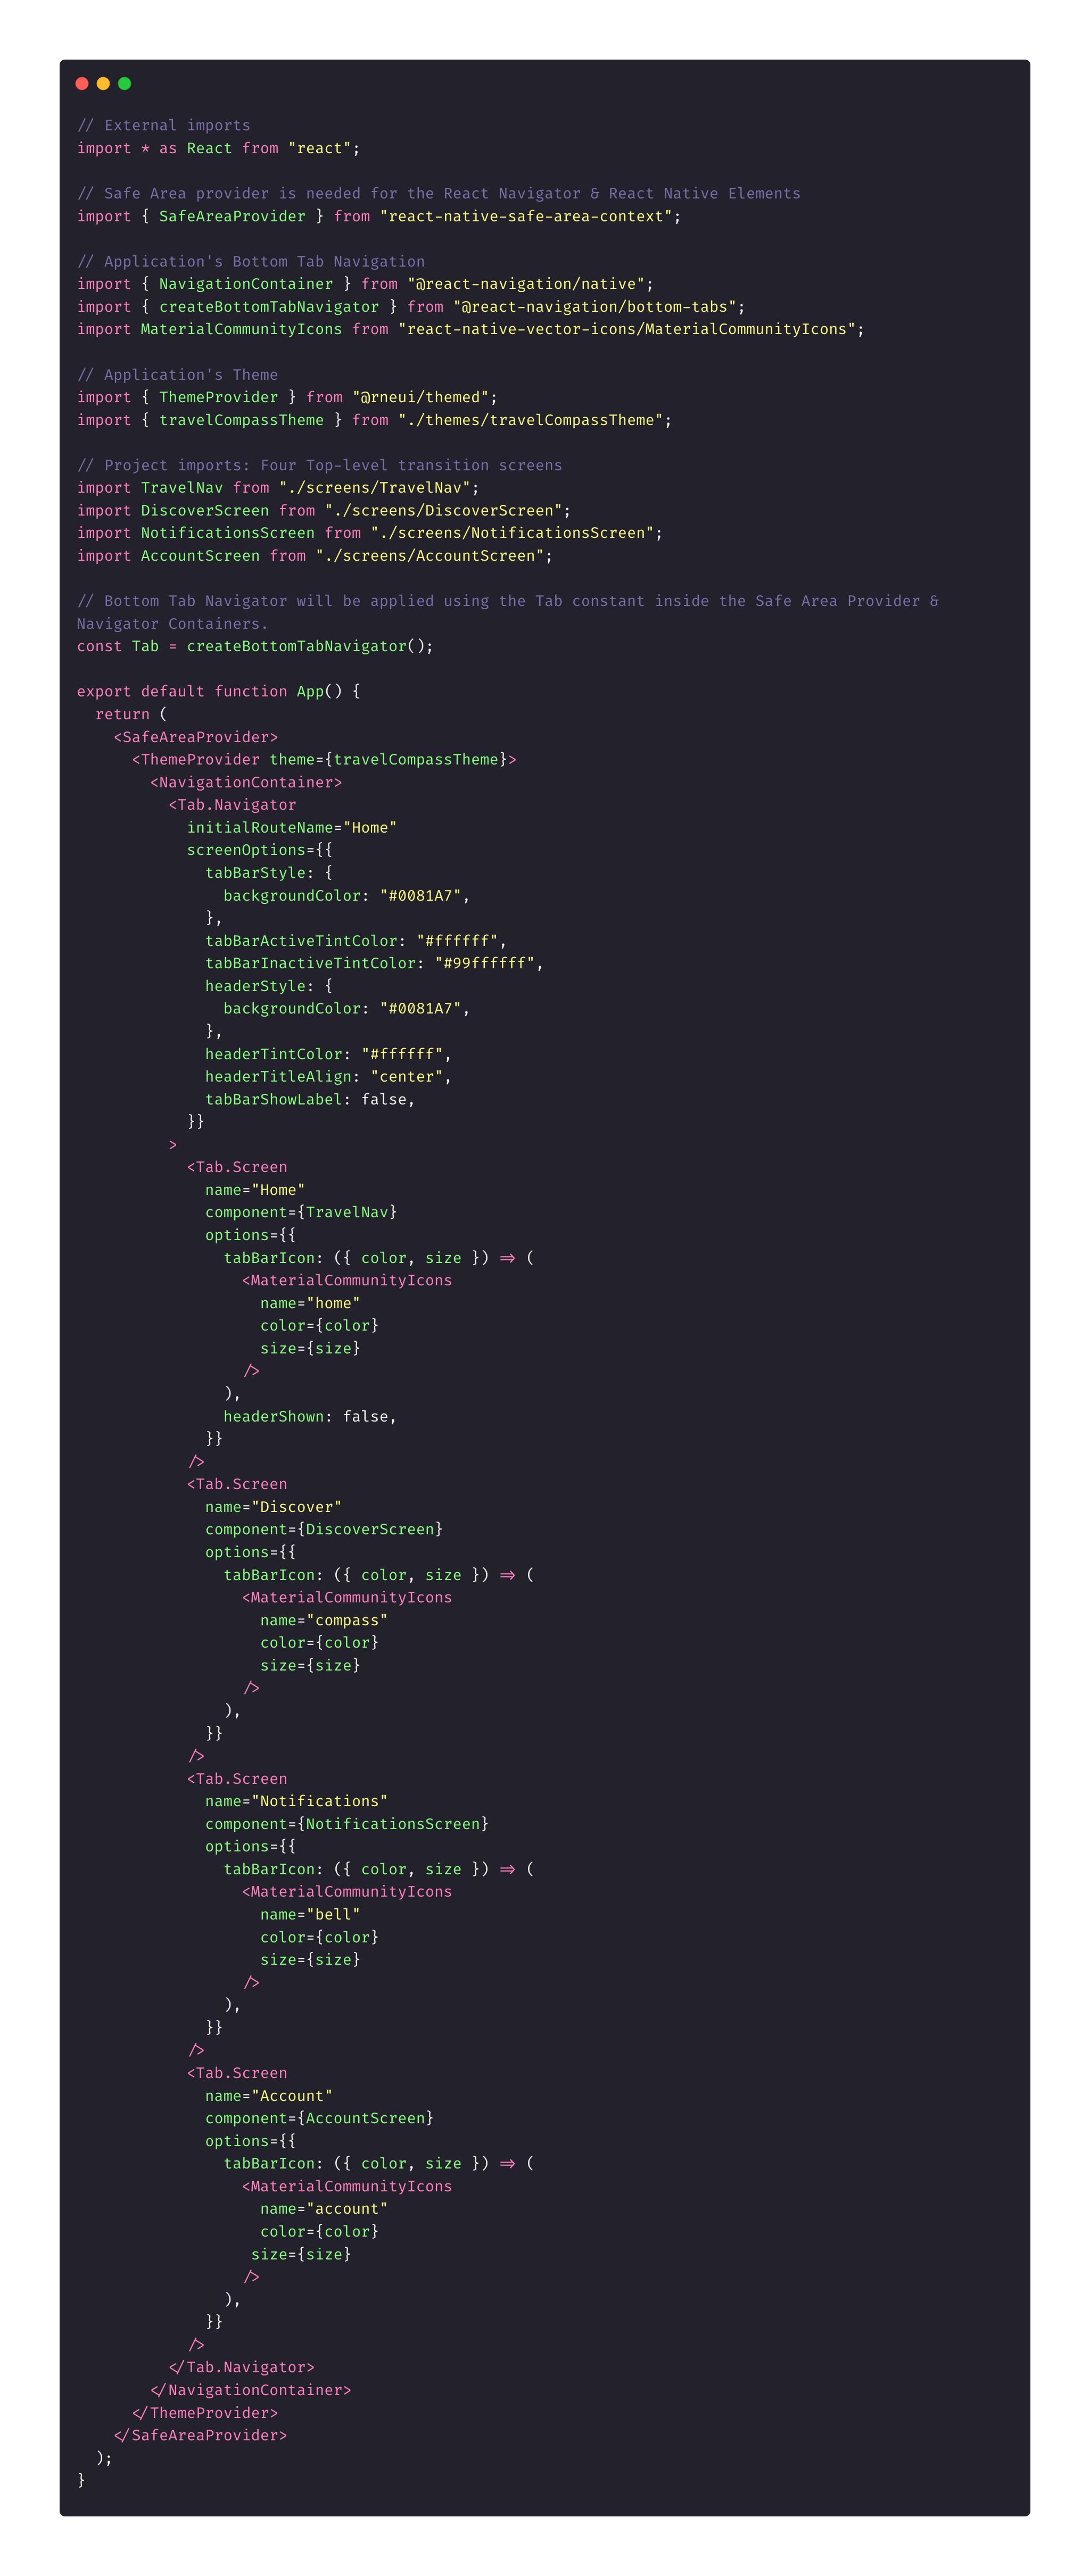 // External imports
import * as React from "react";

// Safe Area provider is needed for the React Navigator & React Native Elements
import { SafeAreaProvider } from "react-native-safe-area-context";

// Application's Bottom Tab Navigation
import { NavigationContainer } from "@react-navigation/native";
import { createBottomTabNavigator } from "@react-navigation/bottom-tabs";
import MaterialCommunityIcons from "react-native-vector-icons/MaterialCommunityIcons";

// Application's Theme
import { ThemeProvider } from "@rneui/themed";
import { travelCompassTheme } from "./themes/travelCompassTheme";

// Project imports: Four Top-level transition screens
import TravelNav from "./screens/TravelNav";
import DiscoverScreen from "./screens/DiscoverScreen";
import NotificationsScreen from "./screens/NotificationsScreen";
import AccountScreen from "./screens/AccountScreen";

// Bottom Tab Navigator will be applied using the Tab constant inside the Safe Area Provider &
Navigator Containers.
const Tab = createBottomTabNavigator();

export default function App() {
  return (
    <SafeAreaProvider>
      <ThemeProvider theme={travelCompassTheme}>
        <NavigationContainer>
          <Tab.Navigator
            initialRouteName="Home"
            screenOptions={{
              tabBarStyle: {
                backgroundColor: "#0081A7",
              },
              tabBarActiveTintColor: "#ffffff",
              tabBarInactiveTintColor: "#99ffffff",
              headerStyle: {
                backgroundColor: "#0081A7",
              },
              headerTintColor: "#ffffff",
              headerTitleAlign: "center",
              tabBarShowLabel: false,
            }}
          >
            <Tab.Screen
              name="Home"
              component={TravelNav}
              options={{
                tabBarIcon: ({ color, size }) => (
                  <MaterialCommunityIcons
                    name="home"
                    color={color}
                    size={size}
                  />
                ),
                headerShown: false,
              }}
            />
            <Tab.Screen
              name="Discover"
              component={DiscoverScreen}
              options={{
                tabBarIcon: ({ color, size }) => (
                  <MaterialCommunityIcons
                    name="compass"
                    color={color}
                    size={size}
                  />
                ),
              }}
            />
            <Tab.Screen
              name="Notifications"
              component={NotificationsScreen}
              options={{
                tabBarIcon: ({ color, size }) => (
                  <MaterialCommunityIcons
                    name="bell"
                    color={color}
                    size={size}
                  />
                ),
              }}
            />
            <Tab.Screen
              name="Account"
              component={AccountScreen}
              options={{
                tabBarIcon: ({ color, size }) => (
                  <MaterialCommunityIcons
                    name="account"
                    color={color}
                   size={size}
                  />
                ),
              }}
            />
          </Tab.Navigator>
        </NavigationContainer>
      </ThemeProvider>
    </SafeAreaProvider>
  );
}